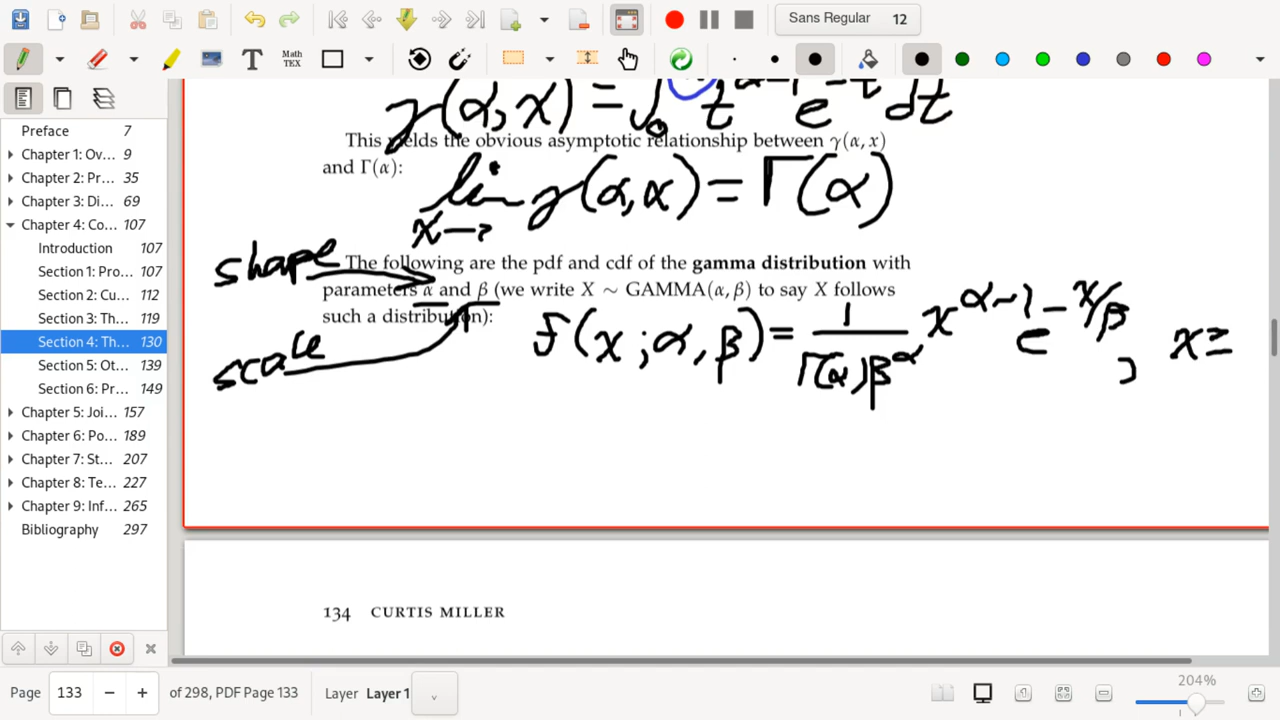 Sans Regular 12
T Math TEX
Preface 7
Chapter 1: Ov... 9
Chapter 2: Pr... 35
Chapter 3: Di... 69
Chapter 4: Co... 107
Introduction 107
Section 1: Pro... 107
Section 2: Cu... 112
Section 3: Th... 119
Section 4: Th... 130
Section 5: Ot... 139
Section 6: Pr... 149
Chapter 5: Joi... 157
Chapter 6: Po... 189
Chapter 7: St... 207
Chapter 8: Te... 227
Chapter 9: Inf... 265
Bibliography 297
γ(α, x) = ∫₀ t^α-1 e^-t dt
This yields the obvious asymptotic relationship between γ(α, x)
and Γ(α):
lim x→ γ(α, x) = Γ(α)
shape
The following are the pdf and cdf of the gamma distribution with
parameters α and β (we write X ~ GAMMA(α, β) to say X follows
such a distribution):
scale
f(x; α, β) = 1/Γ(α)β^α x^α-1 e^-x/β, x≥
134 CURTIS MILLER
Page 133 − + of 298, PDF Page 133 Layer Layer 1 204%